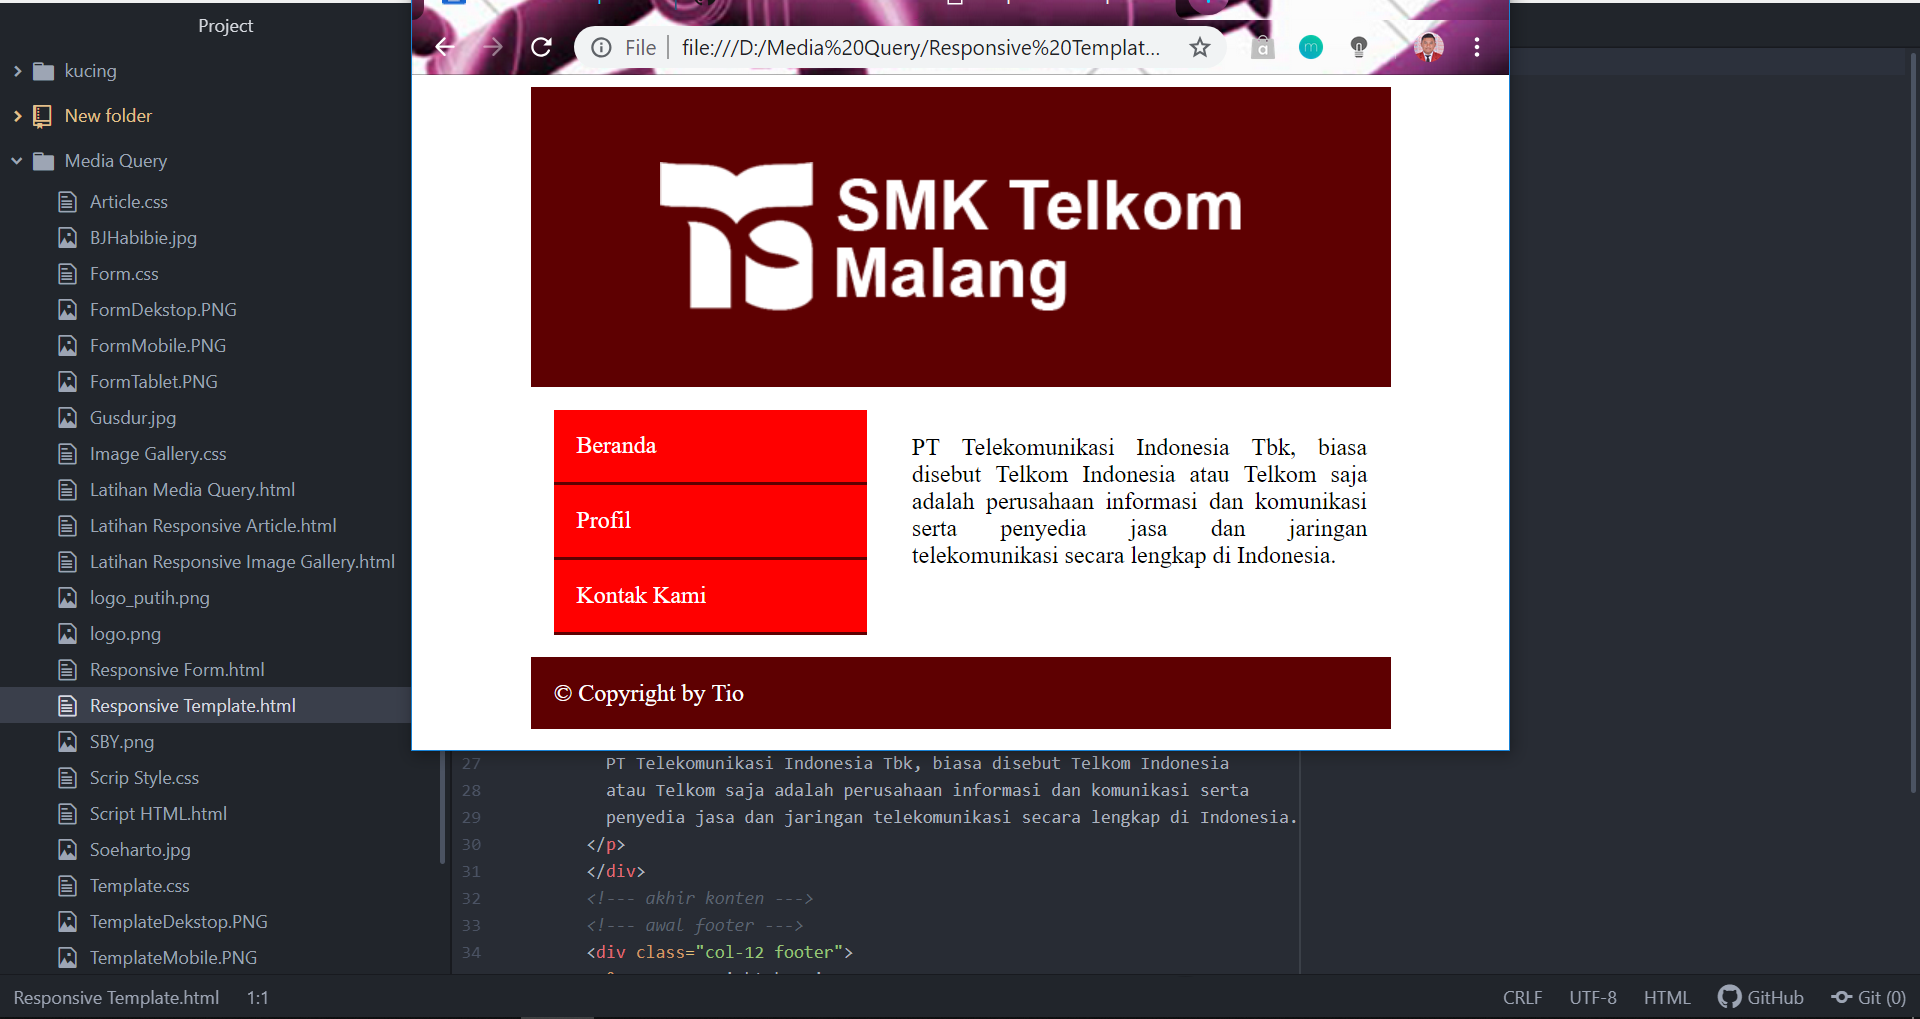 Project
kucing
New folder
Media Query
Article.css
BJHabibie.jpg
Form.css
FormDekstop.PNG
FormMobile.PNG
FormTablet.PNG
Gusdur.jpg
Image Gallery.css
Latihan Media Query.html
Latihan Responsive Article.html
Latihan Responsive Image Gallery.html
logo_putih.png
logo.png
Responsive Form.html
Responsive Template.html
SBY.png
Scrip Style.css
Script HTML.html
Soeharto.jpg
Template.css
TemplateDekstop.PNG
TemplateMobile.PNG
File file:///D:/Media%20Query/Responsive%20Templat...
SMK Telkom
Malang
Beranda
Profil
Kontak Kami
PT Telekomunikasi Indonesia Tbk, biasa
disebut Telkom Indonesia atau Telkom saja
adalah perusahaan informasi dan komunikasi
serta penyedia jasa dan jaringan
telekomunikasi secara lengkap di Indonesia.
© Copyright by Tio
27 PT Telekomunikasi Indonesia Tbk, biasa disebut Telkom Indonesia
28 atau Telkom saja adalah perusahaan informasi dan komunikasi serta
29 penyedia jasa dan jaringan telekomunikasi secara lengkap di Indonesia.
30 </p>
31 </div>
32 <!--- akhir konten --->
33 <!--- awal footer --->
34 <div class="col-12 footer">
Responsive Template.html 1:1 CRLF UTF-8 HTML GitHub Git (0)